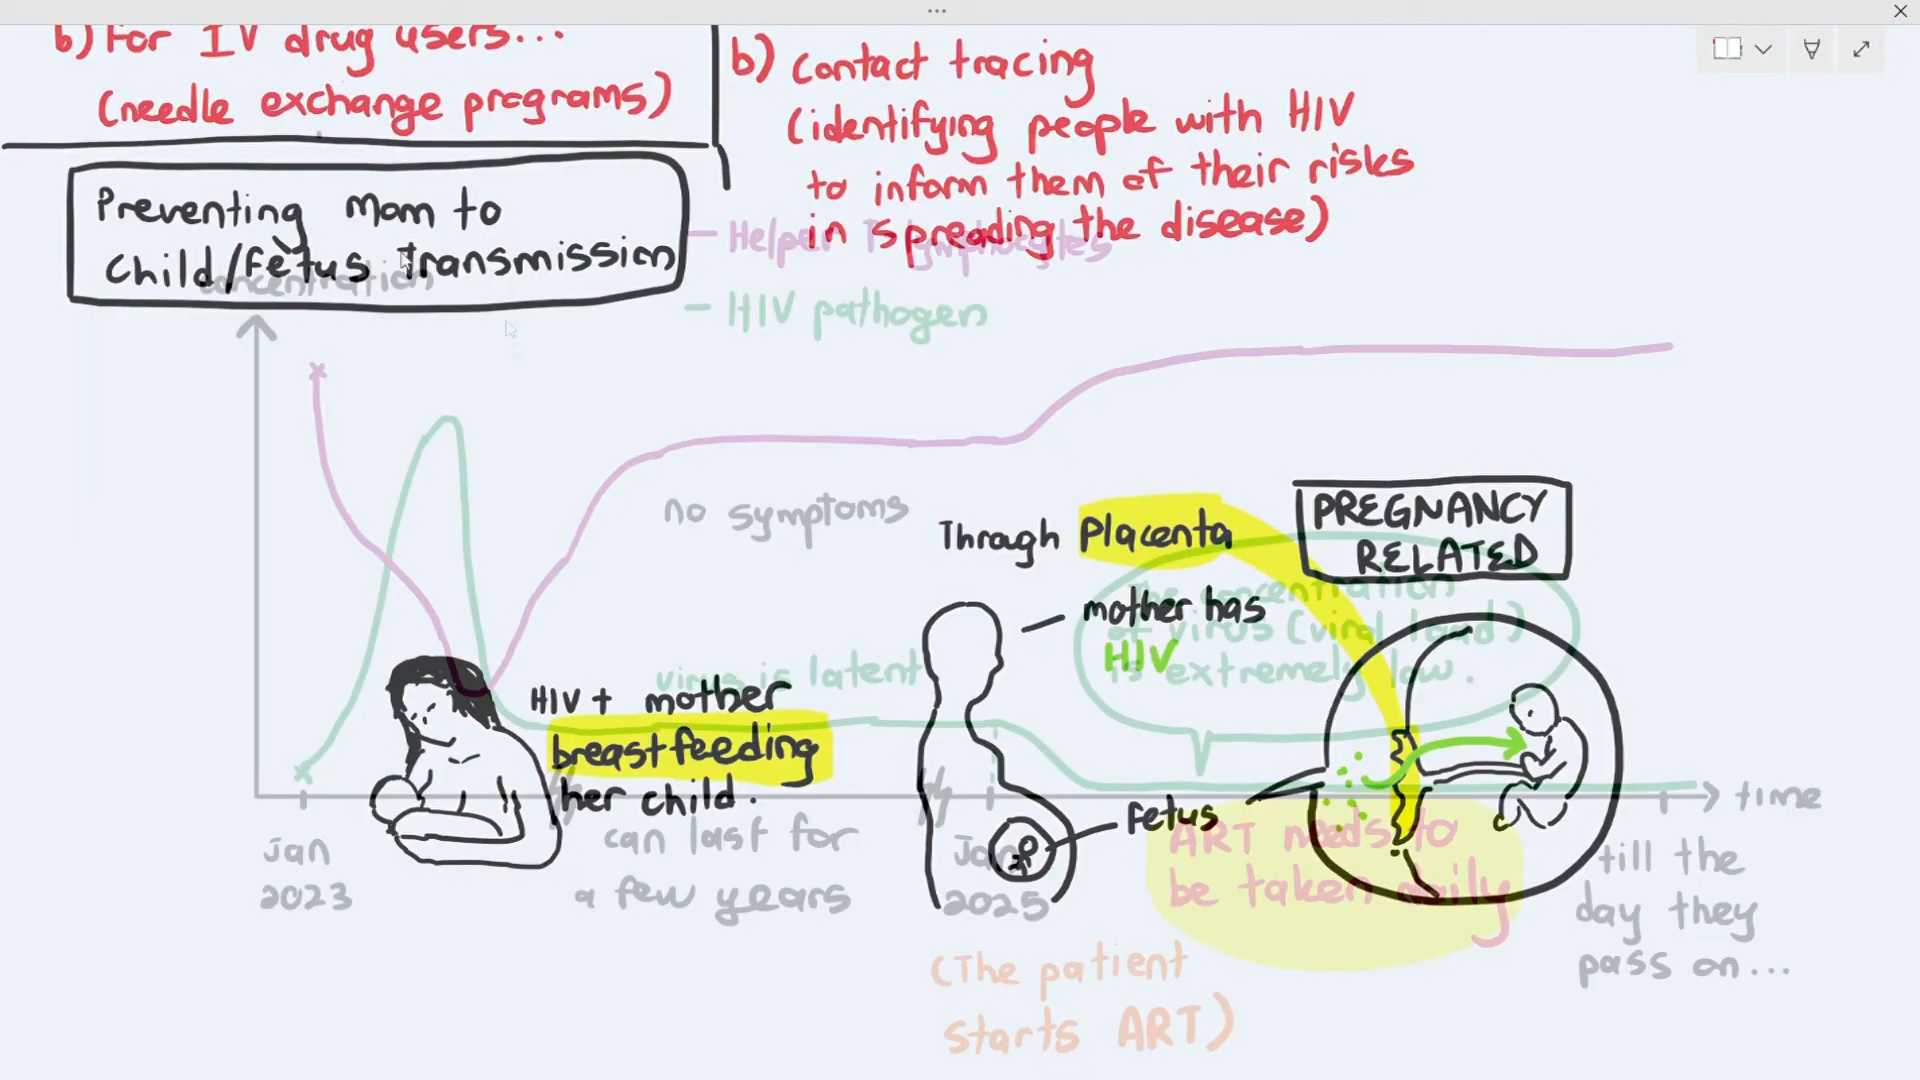 b) For IV drug users...
(needle exchange programs)
b) Contact tracing
(identifying people with HIV
to inform them of their risks
in spreading the disease)
Preventing Mom to
Child/Fetus Transmission
concentration
Helper T lymphocytes
HIV pathogen
no symptoms
virus is latent
The concentration
of virus (viral load)
is extremely low.
Through Placenta
PREGNANCY
RELATED
mother has
HIV
HIV + mother
breastfeeding
her child.
fetus
time
Jan
2023
can last for
a few years
Jan
2025
ART needs to
be taken daily
till the
day they
pass on...
(The patient
starts ART)